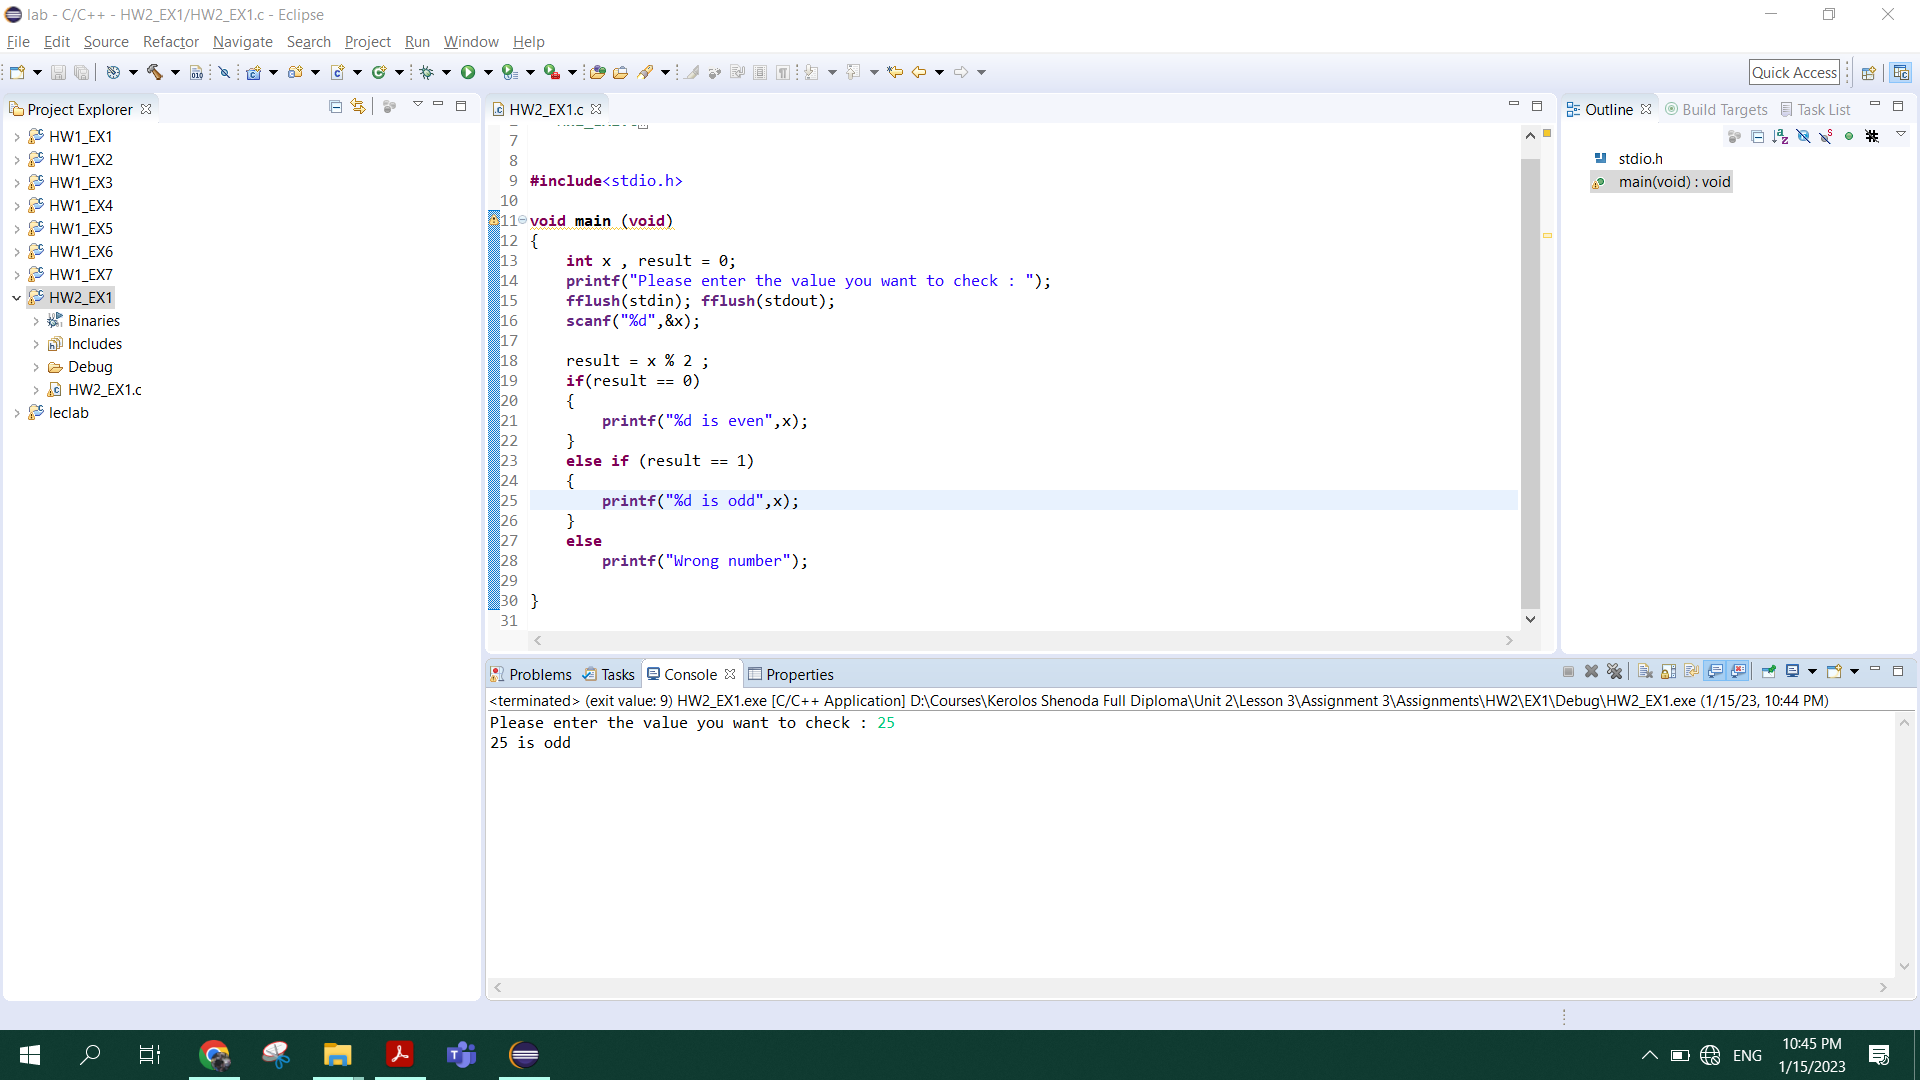 lab - C/C++ - HW2_EX1/HW2_EX1.c - Eclipse
File Edit Source Refactor Navigate Search Project Run Window Help
Quick Access
Project Explorer
HW1_EX1
HW1_EX2
HW1_EX3
HW1_EX4
HW1_EX5
HW1_EX6
HW1_EX7
HW2_EX1
Binaries
Includes
Debug
HW2_EX1.c
leclab
HW2_EX1.c
7
8
9 #include<stdio.h>
10
11 void main (void)
12 {
13 int x , result = 0;
14 printf("Please enter the value you want to check : ");
15 fflush(stdin); fflush(stdout);
16 scanf("%d",&x);
17
18 result = x % 2 ;
19 if(result == 0)
20 {
21 printf("%d is even",x);
22 }
23 else if (result == 1)
24 {
25 printf("%d is odd",x);
26 }
27 else
28 printf("Wrong number");
29
30 }
31
Outline Build Targets Task List
stdio.h
main(void) : void
Problems Tasks Console Properties
<terminated> (exit value: 9) HW2_EX1.exe [C/C++ Application] D:\Courses\Kerolos Shenoda Full Diploma\Unit 2\Lesson 3\Assignment 3\Assignments\HW2\EX1\Debug\HW2_EX1.exe (1/15/23, 10:44 PM)
Please enter the value you want to check : 25
25 is odd
ENG
10:45 PM
1/15/2023